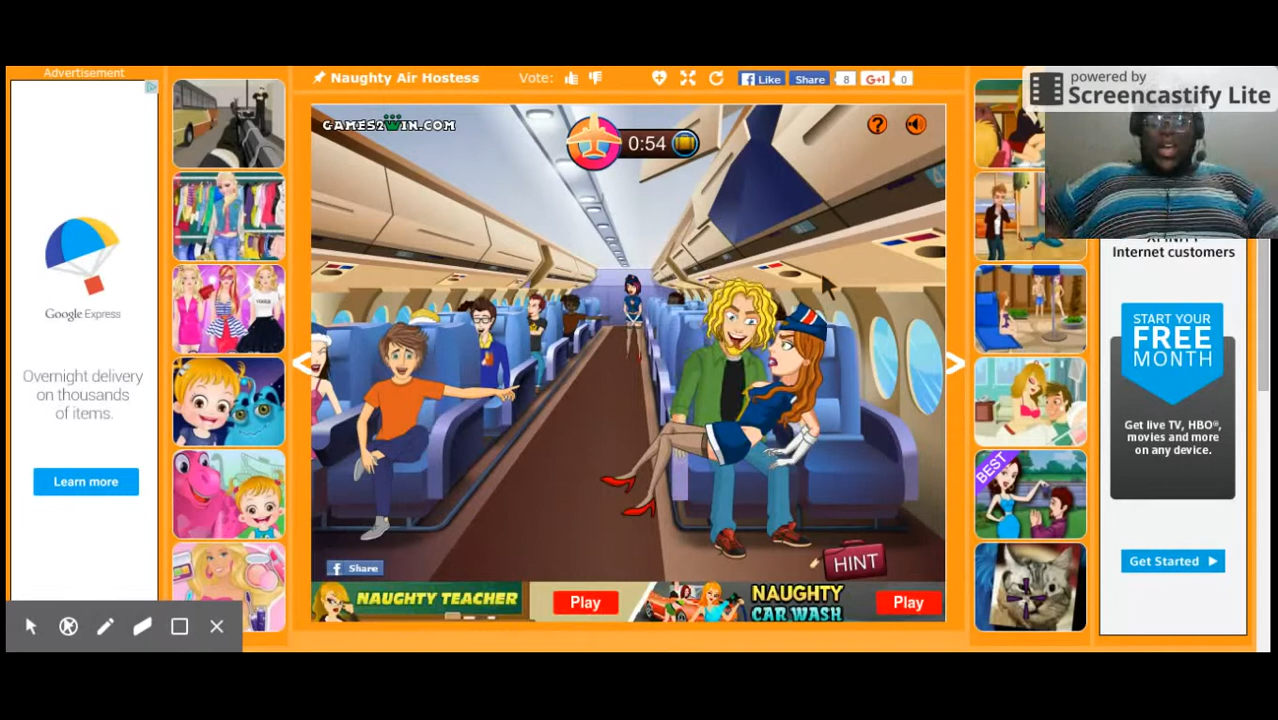 Advertisement
Naughty Air Hostess
Vote:
Like
Share
8
G+1
0
powered by
Screencastify Lite
GAMES2WIN.COM
0:54
?
Google Express
Overnight delivery
on thousands
of items.
Learn more
VOGUE
Internet customers
START YOUR
FREE
MONTH
Get live TV, HBO®,
movies and more
on any device.
Get Started
BEST
HINT
f Share
NAUGHTY TEACHER
Play
NAUGHTY
CAR WASH
Play